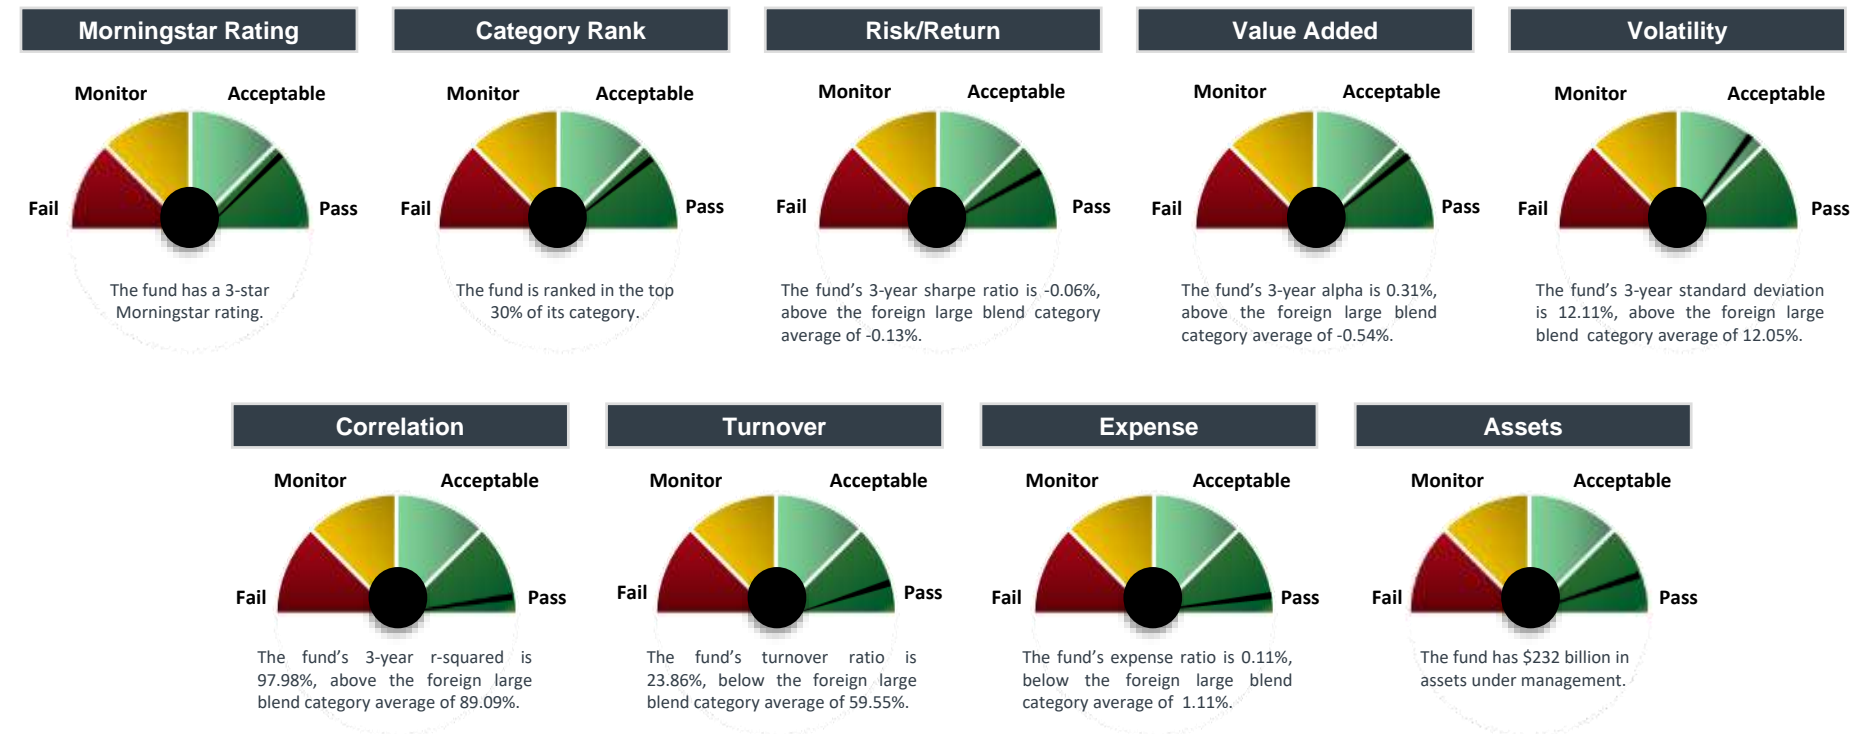 Morningstar Rating
Category Rank
Risk/Return
Value Added
Volatility
Monitor
Acceptable
Fail
Pass
The fund has a 3-star
Morningstar rating.
Monitor
Acceptable
Fail
Pass
The fund is ranked in the top
30% of its category.
Monitor
Acceptable
Fail
Pass
The fund's 3-year sharpe ratio is -0.06%,
above the foreign large blend category
average of -0.13%.
Monitor
Acceptable
Fail
Pass
The fund's 3-year alpha is 0.31%,
above the foreign large blend
category average of -0.54%.
Monitor
Acceptable
Fail
Pass
The fund's 3-year standard deviation
is 12.11%, above the foreign large
blend category average of 12.05%.
Correlation
Turnover
Expense
Assets
Monitor
Acceptable
Fail
Pass
The fund's 3-year r-squared is
97.98%, above the foreign large
blend category average of 89.09%.
Monitor
Acceptable
Fail
Pass
The fund's turnover ratio is
23.86%, below the foreign large
blend category average of 59.55%.
Monitor
Acceptable
Fail
Pass
The fund's expense ratio is 0.11%,
below the foreign large blend
category average of 1.11%.
Monitor
Acceptable
Fail
Pass
The fund has $232 billion in
assets under management.